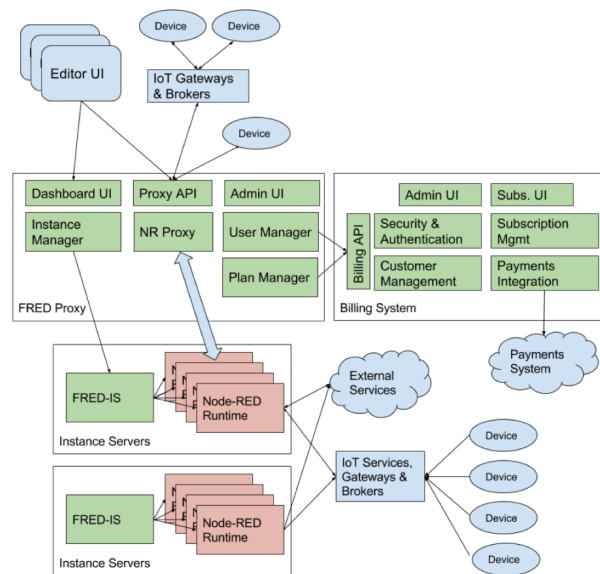 Device
Device
Editor UI
IoT Gateways
& Brokers
Device
Dashboard UI
Proxy API
Admin UI
Instance
Manager
NR Proxy
User Manager
Plan Manager
FRED Proxy
Admin UI
Subs. UI
Billing API
Security &
Authentication
Subscription
Mgmt
Customer
Management
Payments
Integration
Billing System
Payments
System
FRED-IS
Node-RED
Runtime
Instance Servers
External
Services
IoT Services,
Gateways &
Brokers
Device
Device
Device
Device
FRED-IS
Node-RED
Runtime
Instance Servers